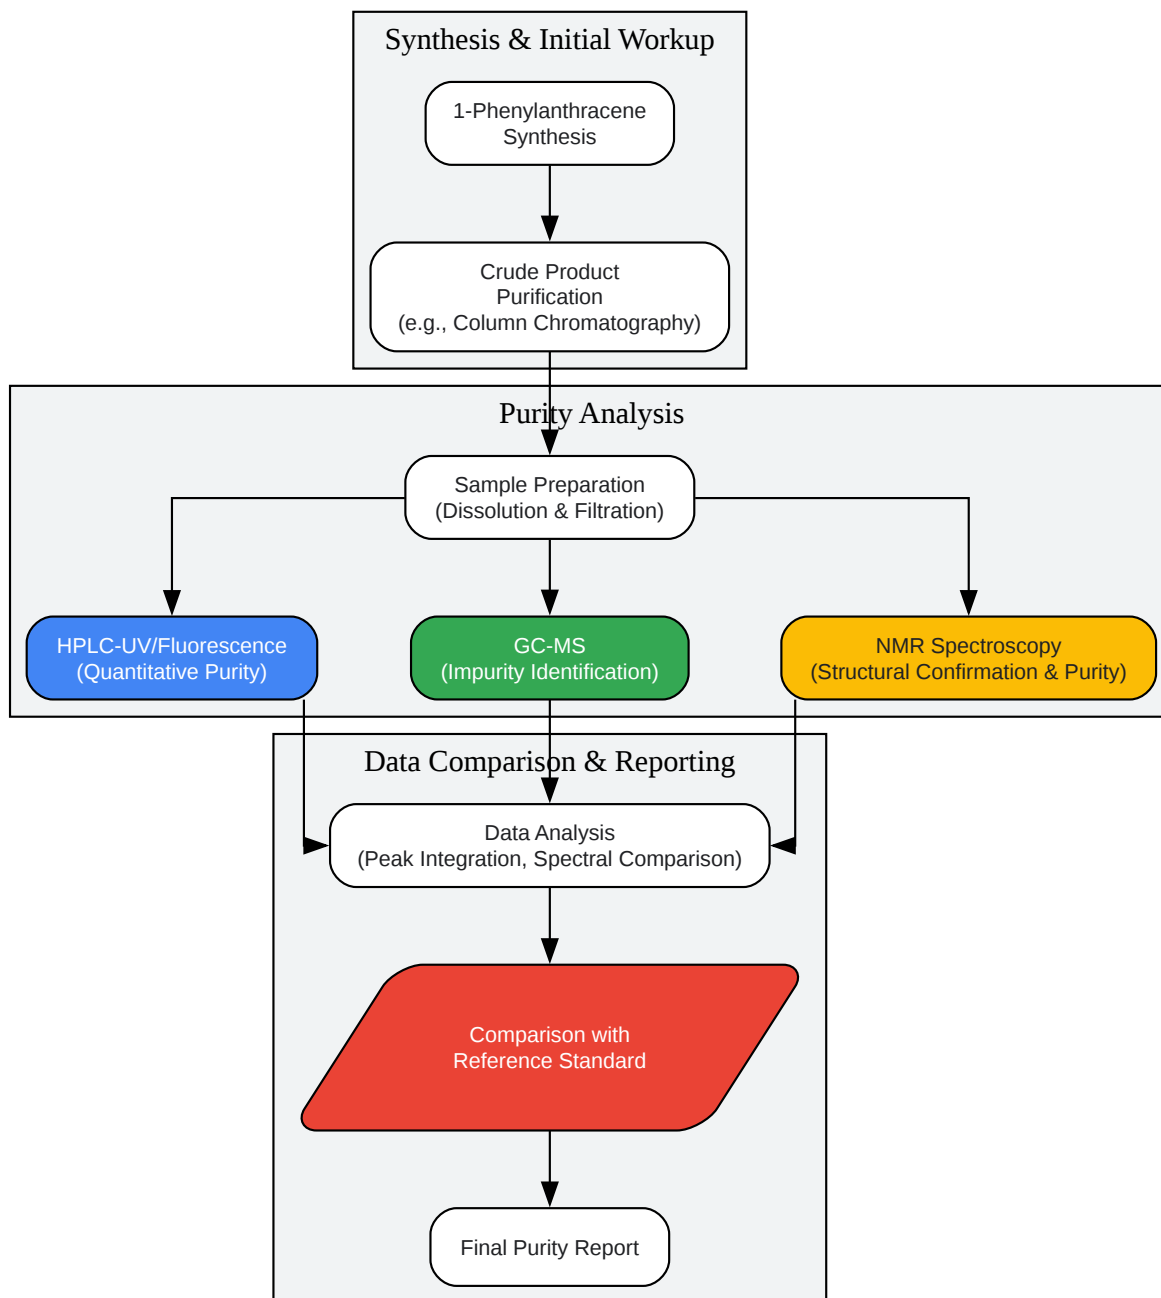 Synthesis & Initial Workup
1-Phenylanthracene
Synthesis
Crude Product
Purification
(e.g., Column Chromatography)
Purity Analysis
Sample Preparation
(Dissolution & Filtration)
HPLC-UV/Fluorescence
(Quantitative Purity)
GC-MS
(Impurity Identification)
NMR Spectroscopy
(Structural Confirmation & Purity)
Data Comparison & Reporting
Data Analysis
(Peak Integration, Spectral Comparison)
Comparison with
Reference Standard
Final Purity Report